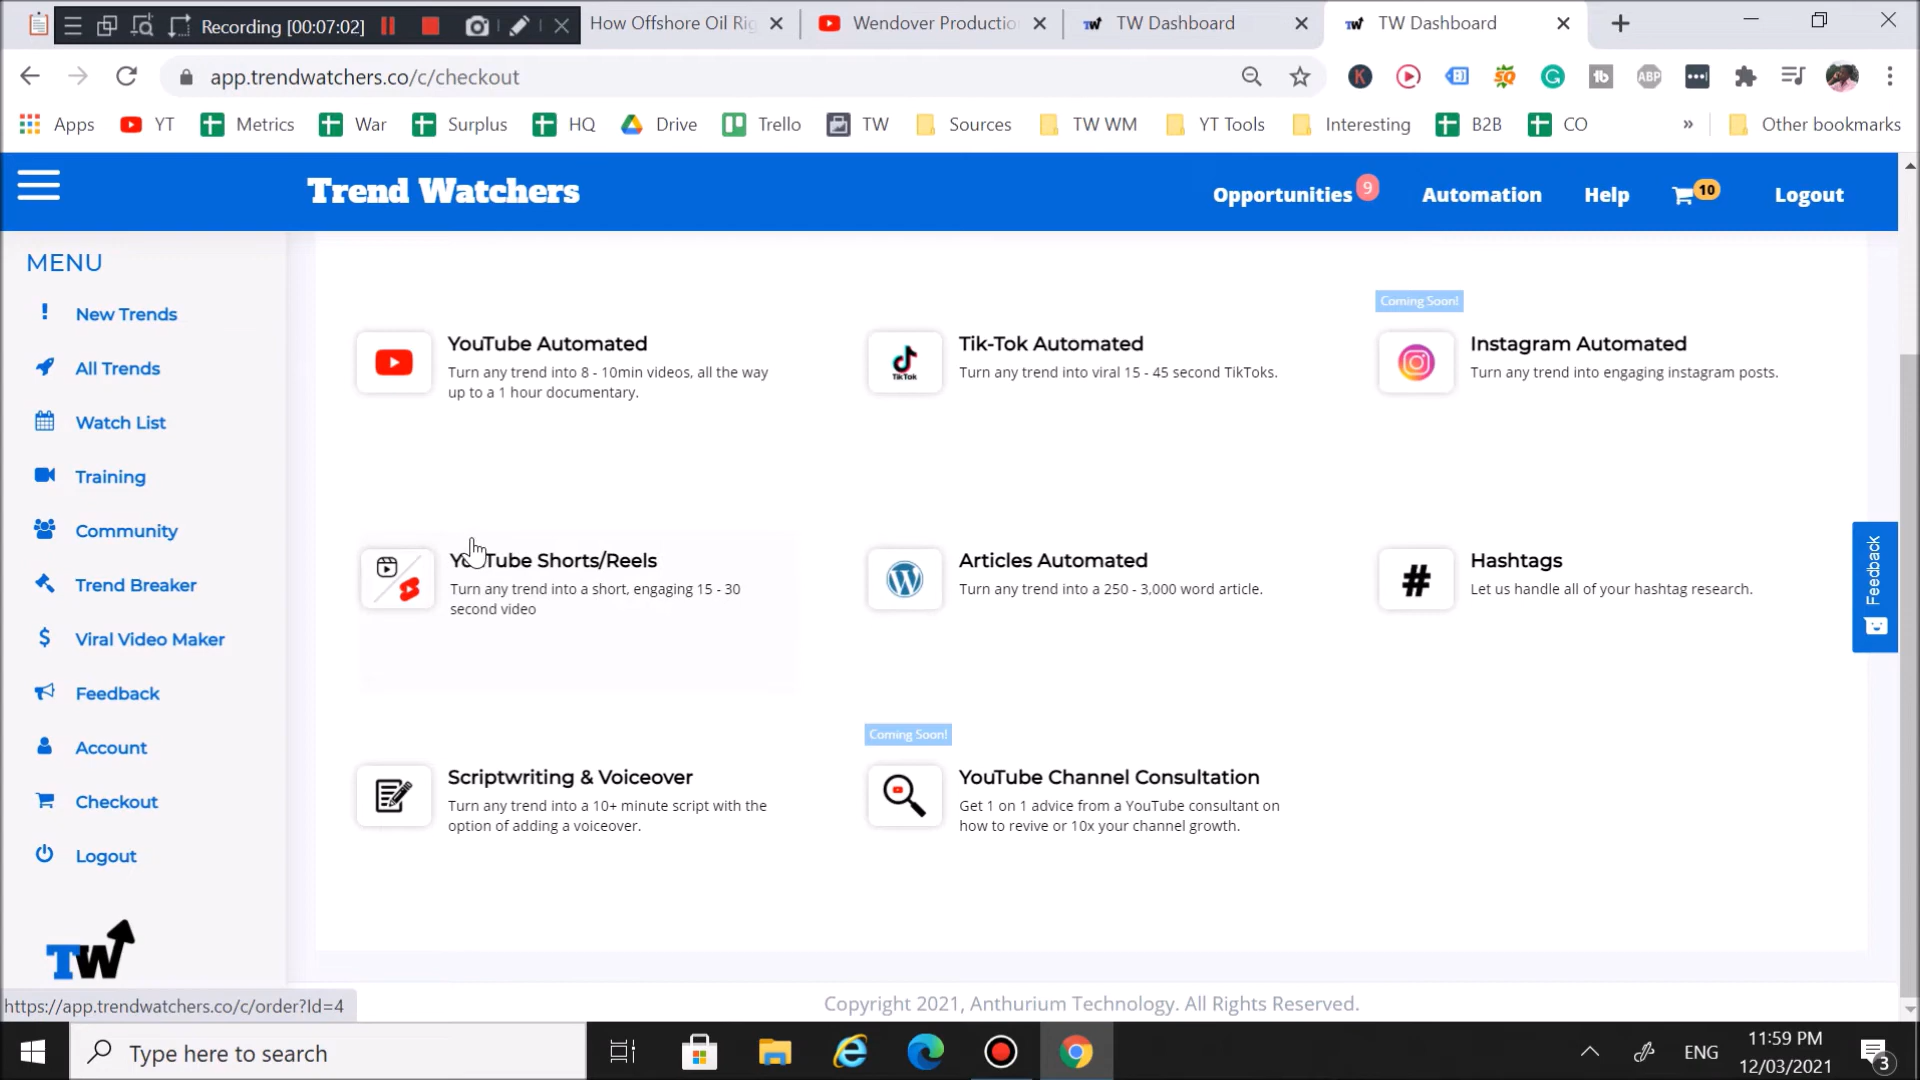 Recording [00:07:02]
How Offshore Oil Rig
Wendover Productio
TW Dashboard
TW Dashboard
app.trendwatchers.co/c/checkout
Apps
YT
Metrics
War
Surplus
HQ
Drive
Trello
TW
Sources
TW WM
YT Tools
Interesting
B2B
CO
»
Other bookmarks
Trend Watchers
Opportunities 9
Automation
Help
10
Logout
MENU
New Trends
All Trends
Watch List
Training
Community
Trend Breaker
Viral Video Maker
Feedback
Account
Checkout
Logout
TW
YouTube Automated
Turn any trend into 8 - 10min videos, all the way
up to a 1 hour documentary.
TikTok
Tik-Tok Automated
Turn any trend into viral 15 - 45 second TikToks.
Coming Soon!
Instagram Automated
Turn any trend into engaging instagram posts.
YouTube Shorts/Reels
Turn any trend into a short, engaging 15 - 30
second video
Articles Automated
Turn any trend into a 250 - 3,000 word article.
#
Hashtags
Let us handle all of your hashtag research.
Scriptwriting & Voiceover
Turn any trend into a 10+ minute script with the
option of adding a voiceover.
Coming Soon!
YouTube Channel Consultation
Get 1 on 1 advice from a YouTube consultant on
how to revive or 10x your channel growth.
Feedback
https://app.trendwatchers.co/c/order?Id=4
Copyright 2021, Anthurium Technology. All Rights Reserved.
Type here to search
ENG
11:59 PM
12/03/2021
3